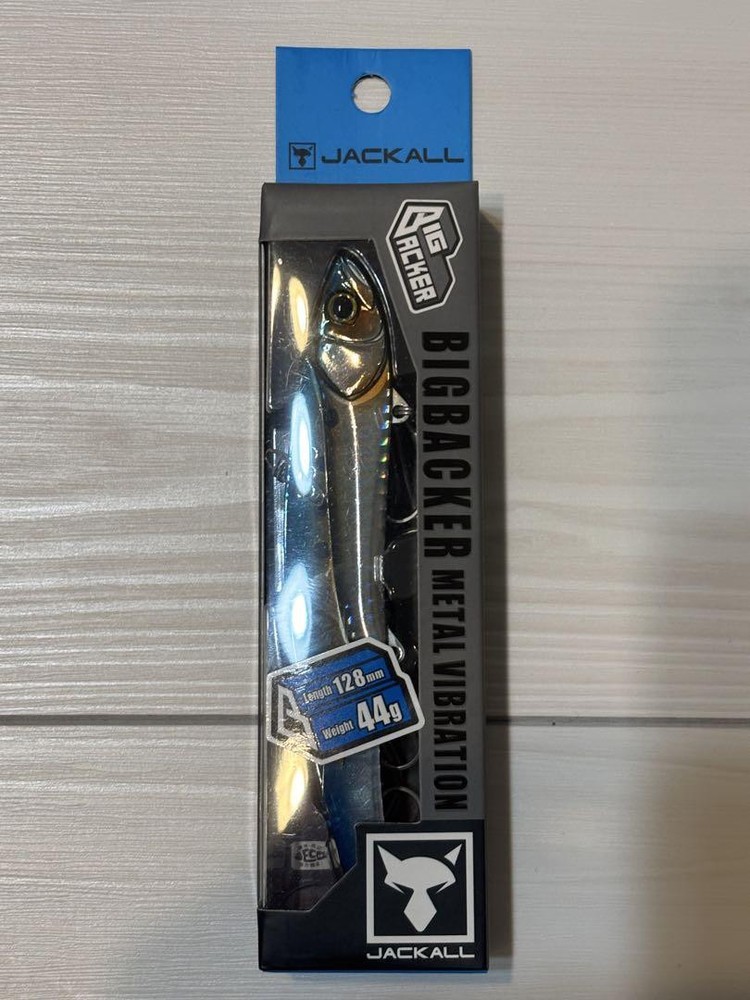 JACKALL
BIG
BACKER
BIGBACKER METAL VIBRATION
Length 128mm
Weight 44g
JACKALL